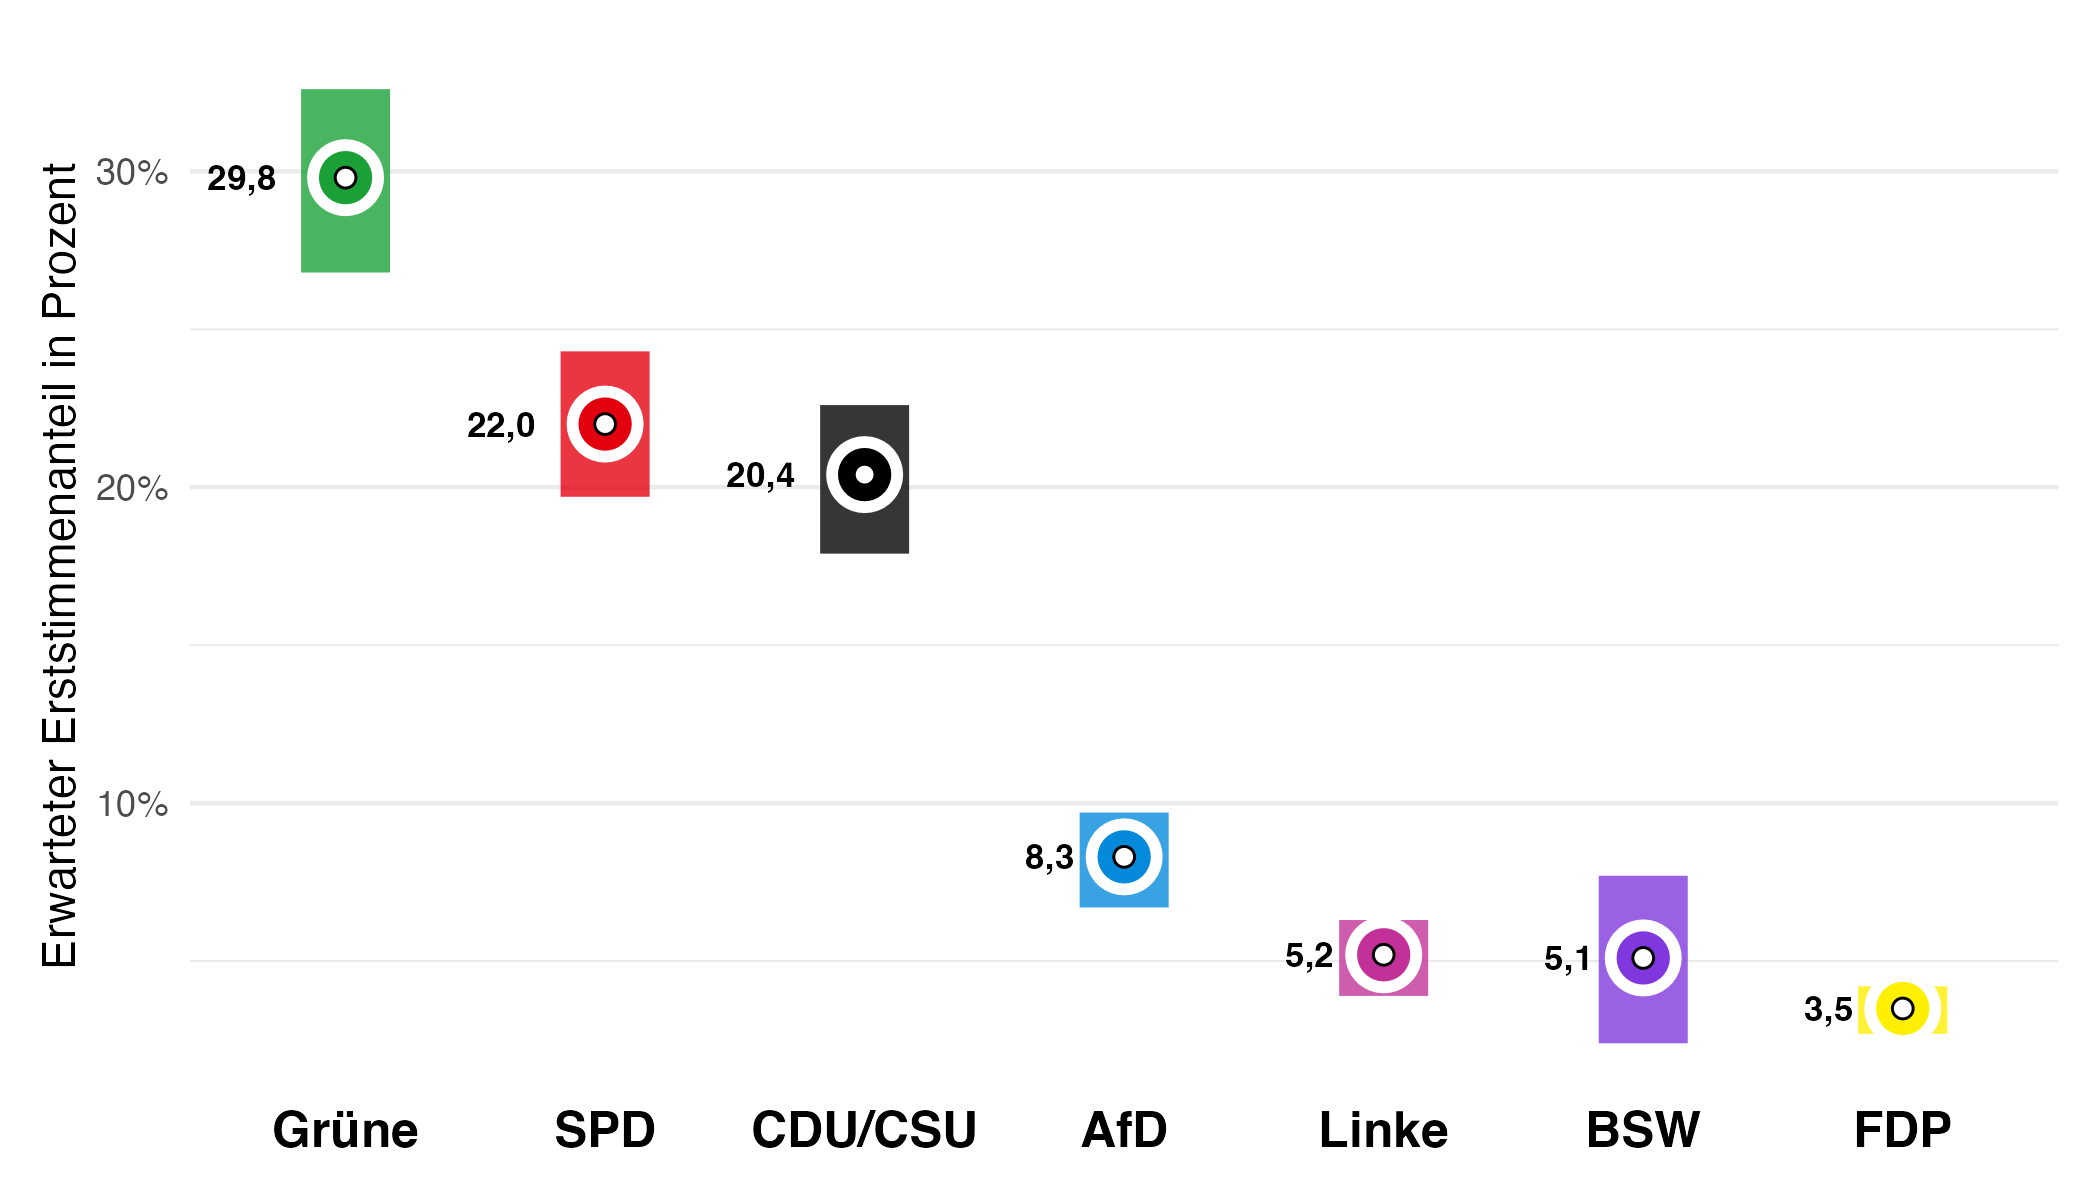 Erwarteter Erststimmenanteil in Prozent
30%
20%
10%
29,8
22,0
20,4
8,3
5,2
5,1
3,5
Grüne
SPD
CDU/CSU
AfD
Linke
BSW
FDP